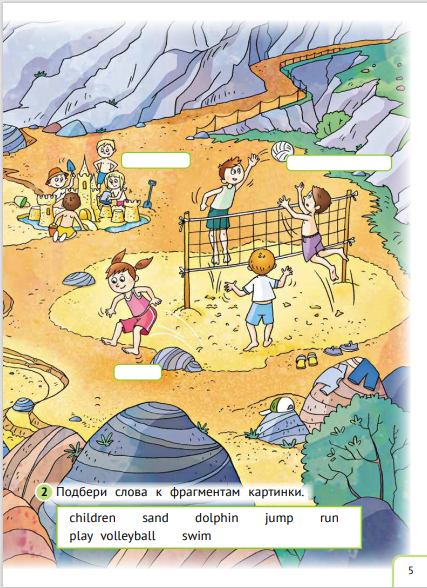 2 Подбери слова к фрагментам картинки.
children sand dolphin jump run
play volleyball swim
5